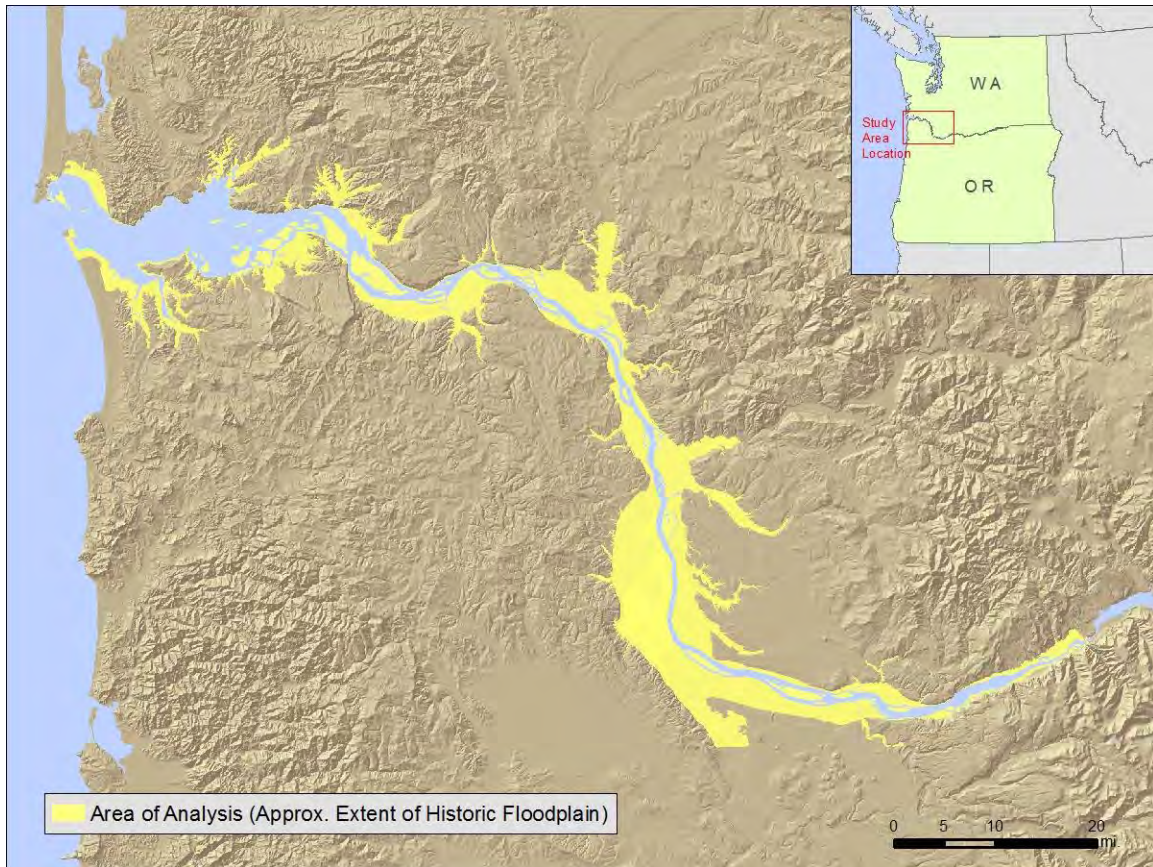 WA
Study
Area
Location
OR
Area of Analysis (Approx. Extent of Historic Floodplain)
0 5 10 20
mi.